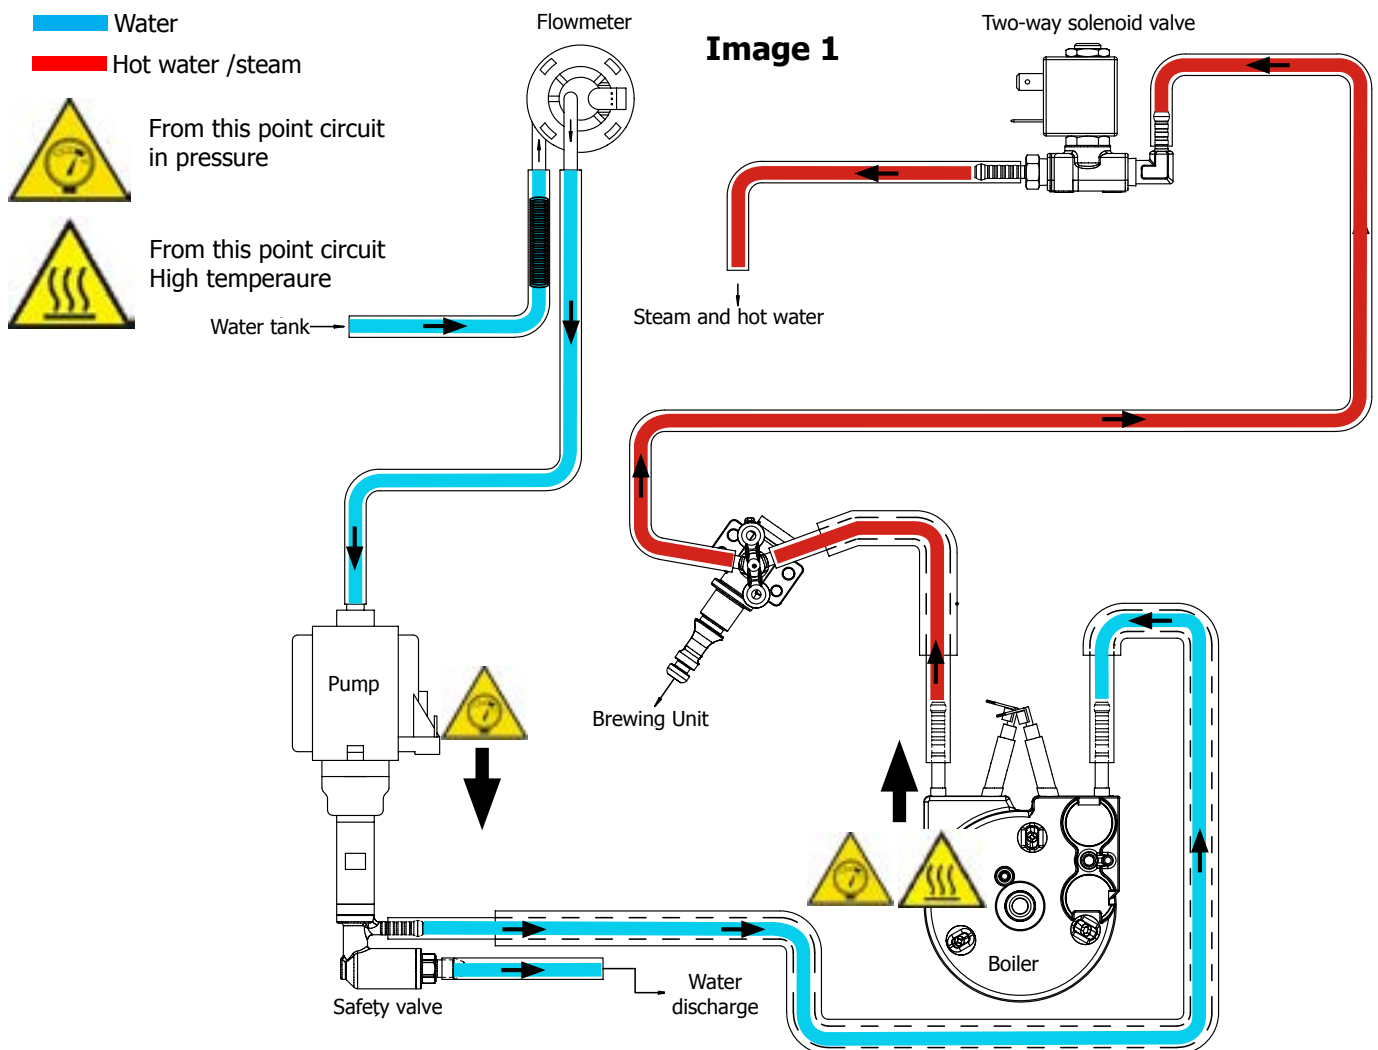 Water
Hot water /steam
From this point circuit
in pressure
From this point circuit
High temperaure
Flowmeter
Image 1
Two-way solenoid valve
Water tank
Steam and hot water
Pump
Brewing Unit
Boiler
Safety valve
Water
discharge